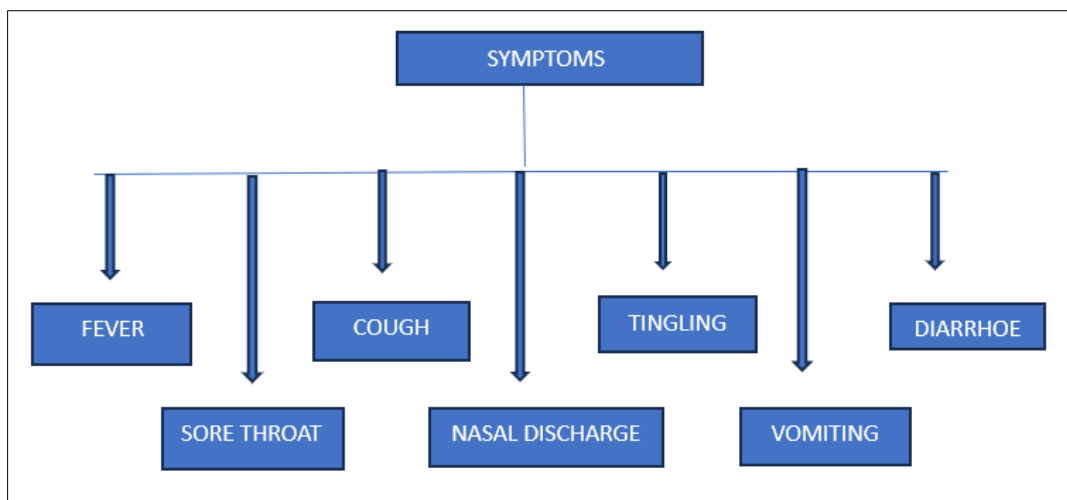 SYMPTOMS
FEVER
COUGH
TINGLING
DIARRHOE
SORE THROAT
NASAL DISCHARGE
VOMITING